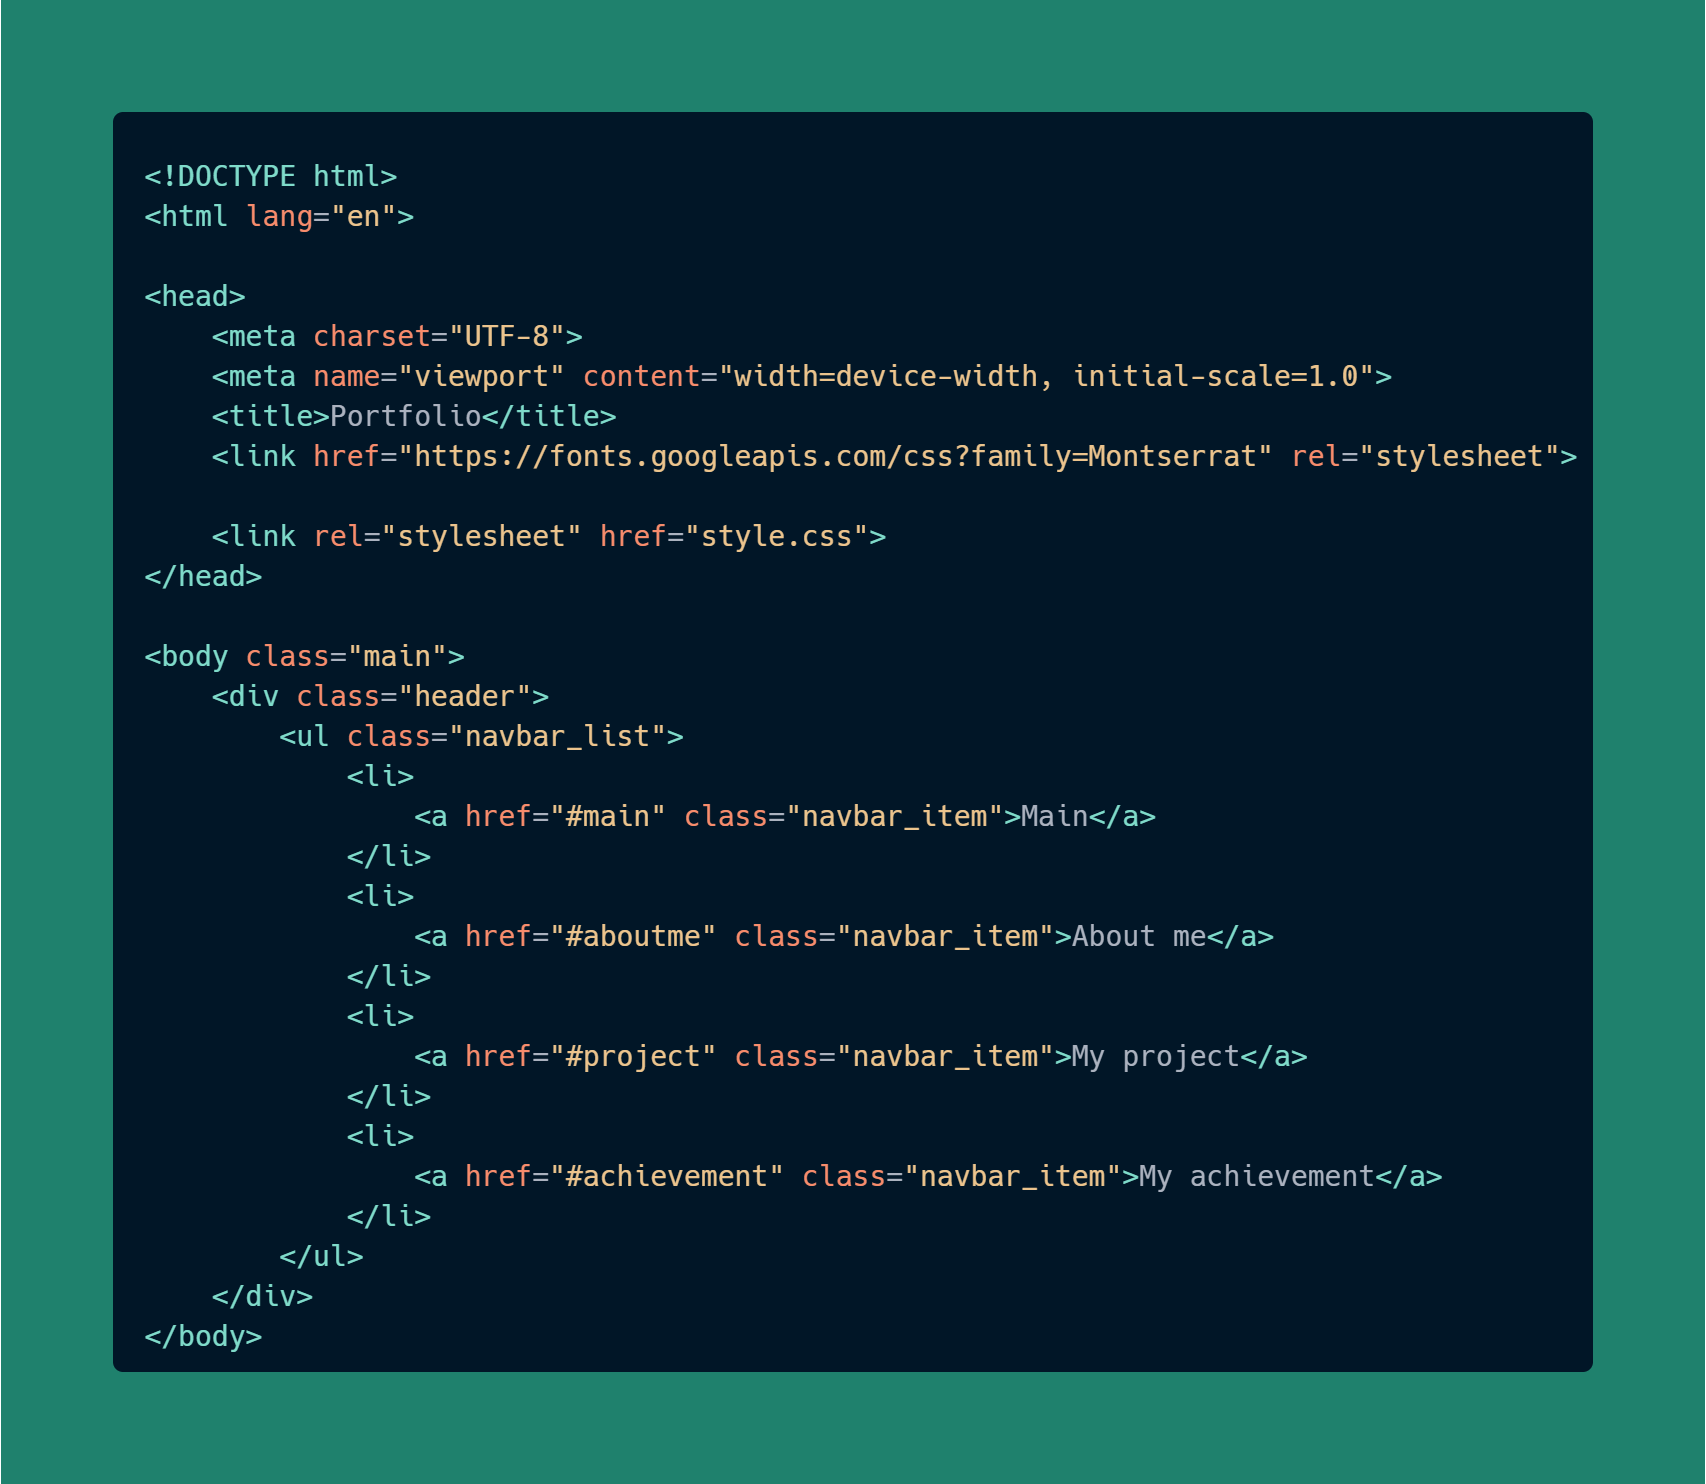 <!DOCTYPE html>
<html lang="en">

<head>
    <meta charset="UTF-8">
    <meta name="viewport" content="width=device-width, initial-scale=1.0">
    <title>Portfolio</title>
    <link href="https://fonts.googleapis.com/css?family=Montserrat" rel="stylesheet">

    <link rel="stylesheet" href="style.css">
</head>

<body class="main">
    <div class="header">
        <ul class="navbar_list">
            <li>
                <a href="#main" class="navbar_item">Main</a>
            </li>
            <li>
                <a href="#aboutme" class="navbar_item">About me</a>
            </li>
            <li>
                <a href="#project" class="navbar_item">My project</a>
            </li>
            <li>
                <a href="#achievement" class="navbar_item">My achievement</a>
            </li>
        </ul>
    </div>
</body>